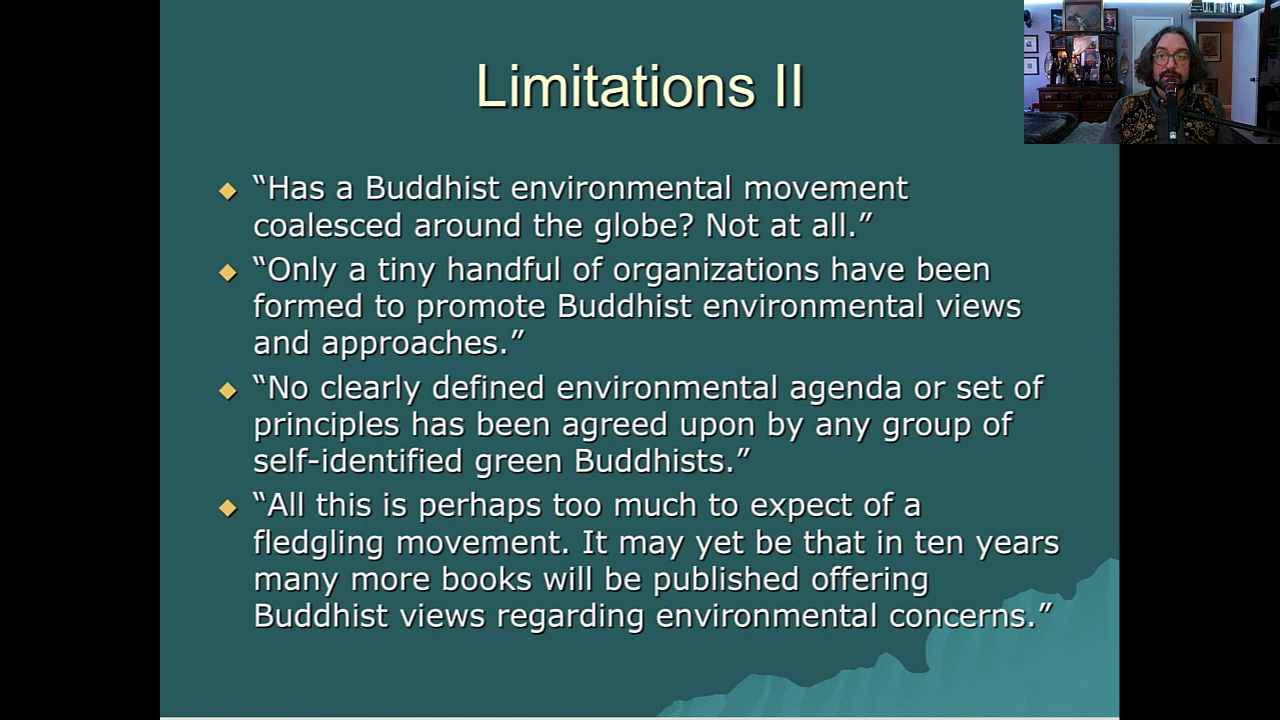 Limitations II
“Has a Buddhist environmental movement
coalesced around the globe? Not at all.”
“Only a tiny handful of organizations have been
formed to promote Buddhist environmental views
and approaches.”
“No clearly defined environmental agenda or set of
principles has been agreed upon by any group of
self-identified green Buddhists.”
“All this is perhaps too much to expect of a
fledgling movement. It may yet be that in ten years
many more books will be published offering
Buddhist views regarding environmental concerns.”